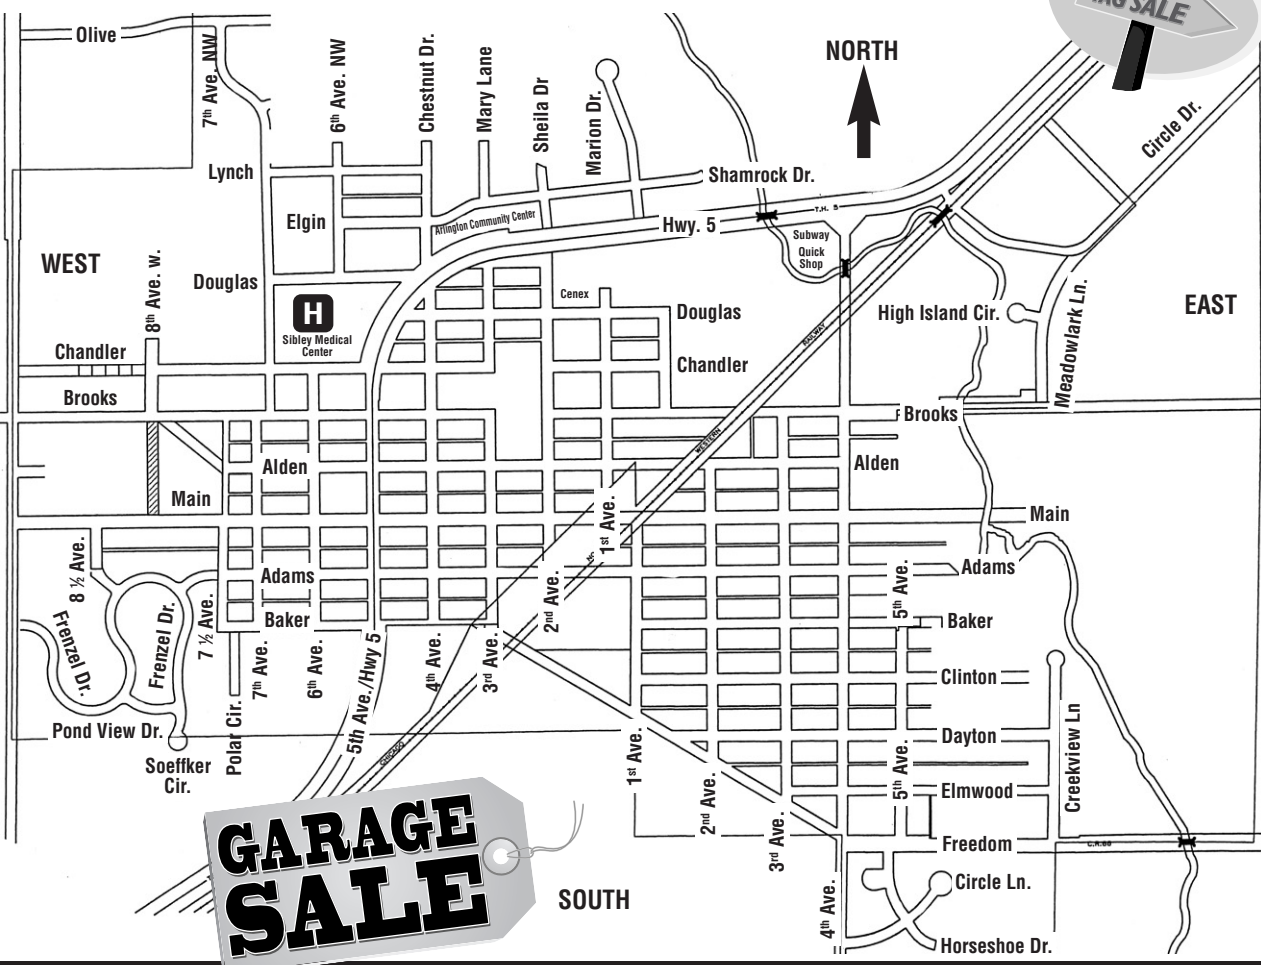 Olive
7th Ave. NW
6th Ave. NW
Chestnut Dr.
Mary Lane
Sheila Dr
Marion Dr.
NORTH
SALE
Circle Dr.
Lynch
Shamrock Dr.
Elgin
Arlington Community Center
T.H. 5
Hwy. 5
Subway
Quick
Shop
WEST
8th Ave. w.
Douglas
H
Sibley Medical
Center
Cenex
Douglas
High Island Cir.
Meadowlark Ln.
EAST
RAILWAY
Chandler
Chandler
Brooks
Brooks
WESTERN
Alden
Alden
Main
1st Ave.
Main
8 ½ Ave.
Adams
2nd Ave.
5th Ave.
Adams
Frenzel Dr.
Frenzel Dr.
7 ½ Ave.
Baker
Baker
7th Ave.
6th Ave.
5th Ave./Hwy 5
4th Ave.
3rd Ave.
Clinton
Pond View Dr.
Polar Cir.
CHICAGO
1st Ave.
2nd Ave.
5th Ave.
Dayton
Creekview Ln
Soeffker
Cir.
Elmwood
GARAGE
SALE
3rd Ave.
Freedom
C.R.66
SOUTH
4th Ave.
Circle Ln.
Horseshoe Dr.